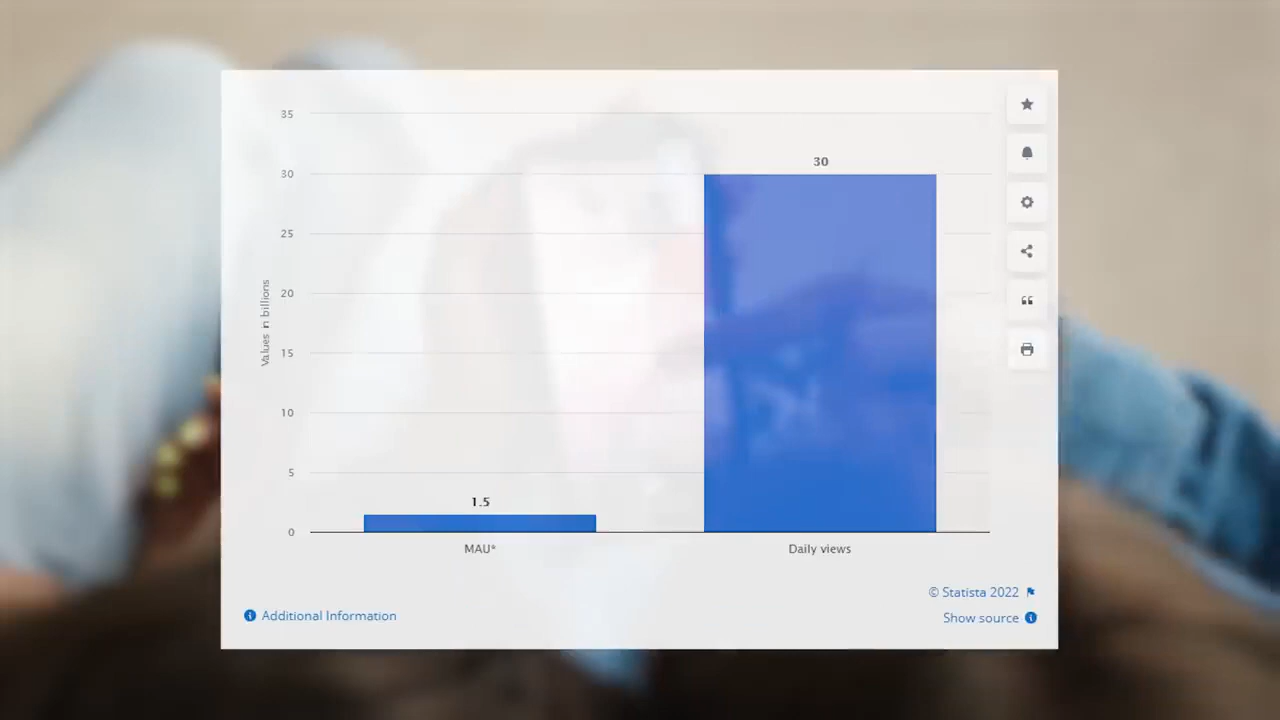 35
30
25
20
15
10
5
0
Values in billions
30
1.5
MAU*
Daily views
© Statista 2022
Additional Information
Show source